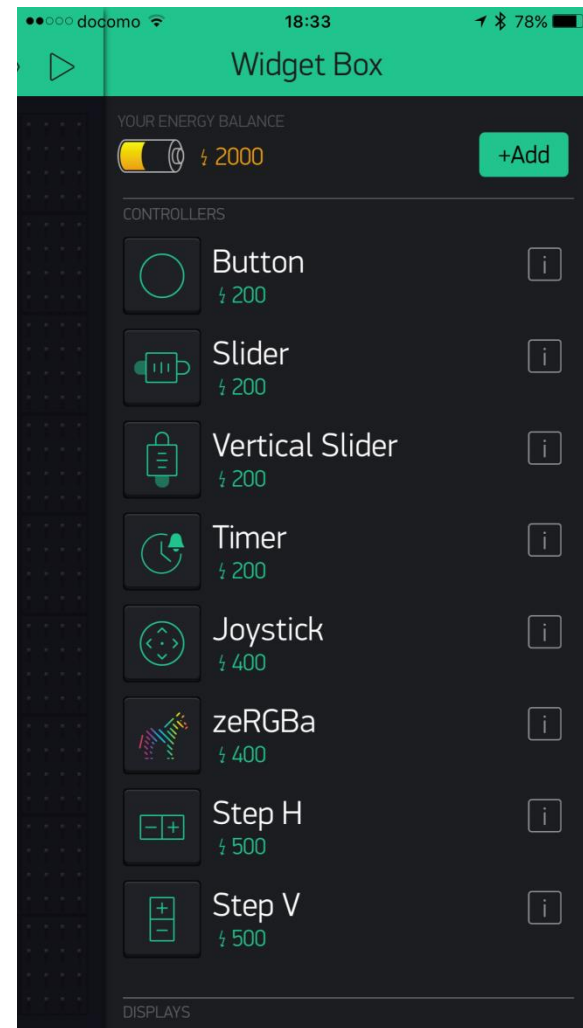 docomo 18:33 78%
Widget Box
YOUR ENERGY BALANCE
2000 +Add
CONTROLLERS
Button
200
Slider
200
Vertical Slider
200
Timer
200
Joystick
400
zeRGBa
400
Step H
500
Step V
500
DISPLAYS